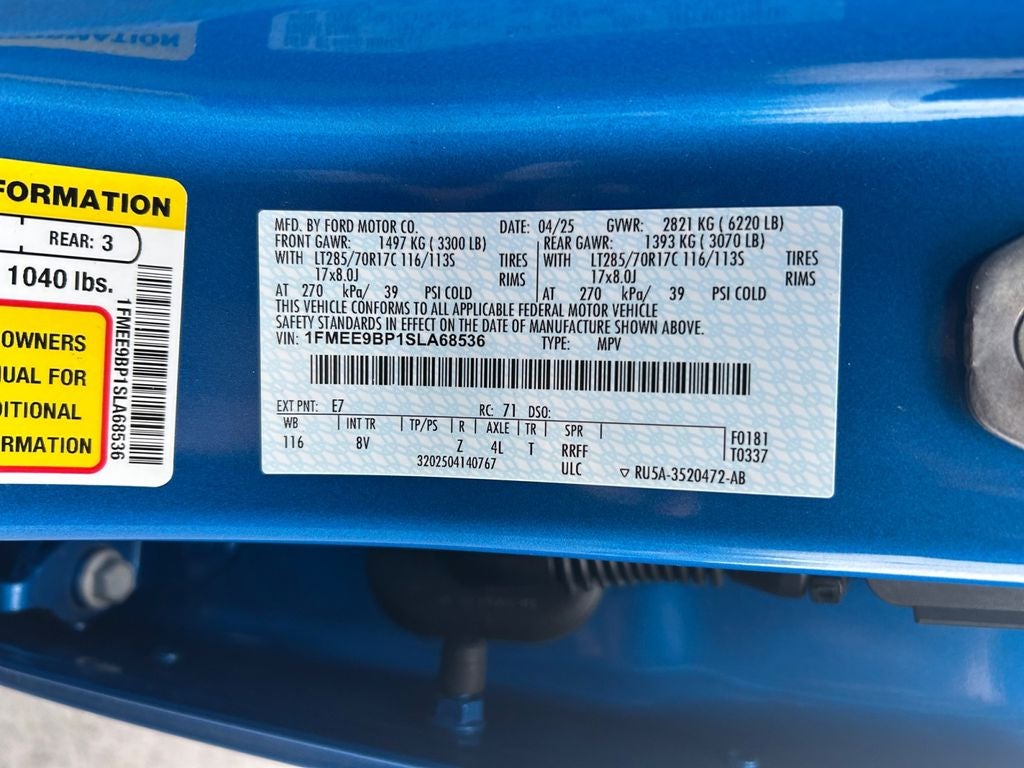 FORMATION
REAR: 3
1040 lbs.
OWNERS
UAL FOR
DITIONAL
ORMATION
1FMEE9BP1SLA68536
MFD. BY FORD MOTOR CO. DATE: 04/25 GVWR: 2821 KG ( 6220 LB)
FRONT GAWR: 1497 KG ( 3300 LB) REAR GAWR: 1393 KG ( 3070 LB)
WITH LT285/70R17C 116/113S TIRES WITH LT285/70R17C 116/113S TIRES
17x8.0J RIMS 17x8.0J RIMS
AT 270 kPa/ 39 PSI COLD AT 270 kPa/ 39 PSI COLD
THIS VEHICLE CONFORMS TO ALL APPLICABLE FEDERAL MOTOR VEHICLE
SAFETY STANDARDS IN EFFECT ON THE DATE OF MANUFACTURE SHOWN ABOVE.
VIN: 1FMEE9BP1SLA68536 TYPE: MPV
EXT PNT: E7 RC: 71 DSO:
WB INT TR TP/PS R AXLE TR SPR
116 8V Z 4L T RRFF
F0181
T0337
3202504140767 ULC ▽ RU5A-3520472-AB